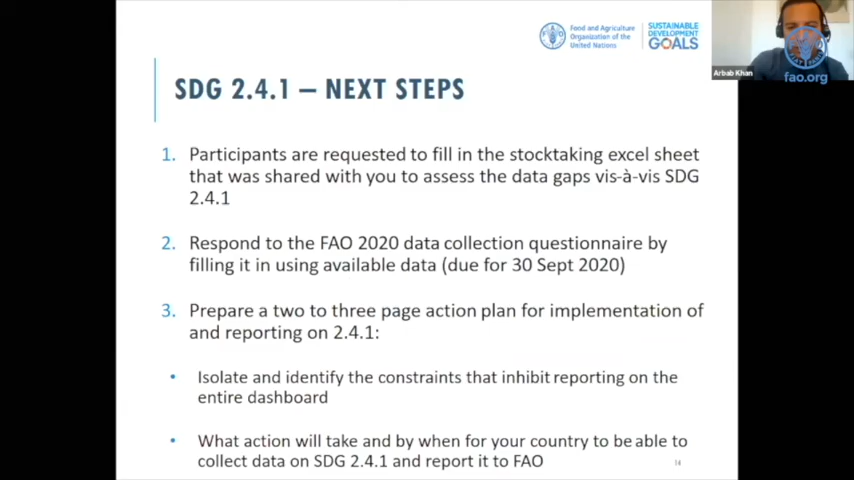 Food and Agriculture
Organization of the
United Nations
SUSTAINABLE
DEVELOPMENT
GOALS
Arbab Khan
fao.org
SDG 2.4.1 – NEXT STEPS
1. Participants are requested to fill in the stocktaking excel sheet
that was shared with you to assess the data gaps vis-à-vis SDG
2.4.1
2. Respond to the FAO 2020 data collection questionnaire by
filling it in using available data (due for 30 Sept 2020)
3. Prepare a two to three page action plan for implementation of
and reporting on 2.4.1:
• Isolate and identify the constraints that inhibit reporting on the
entire dashboard
• What action will take and by when for your country to be able to
collect data on SDG 2.4.1 and report it to FAO
14